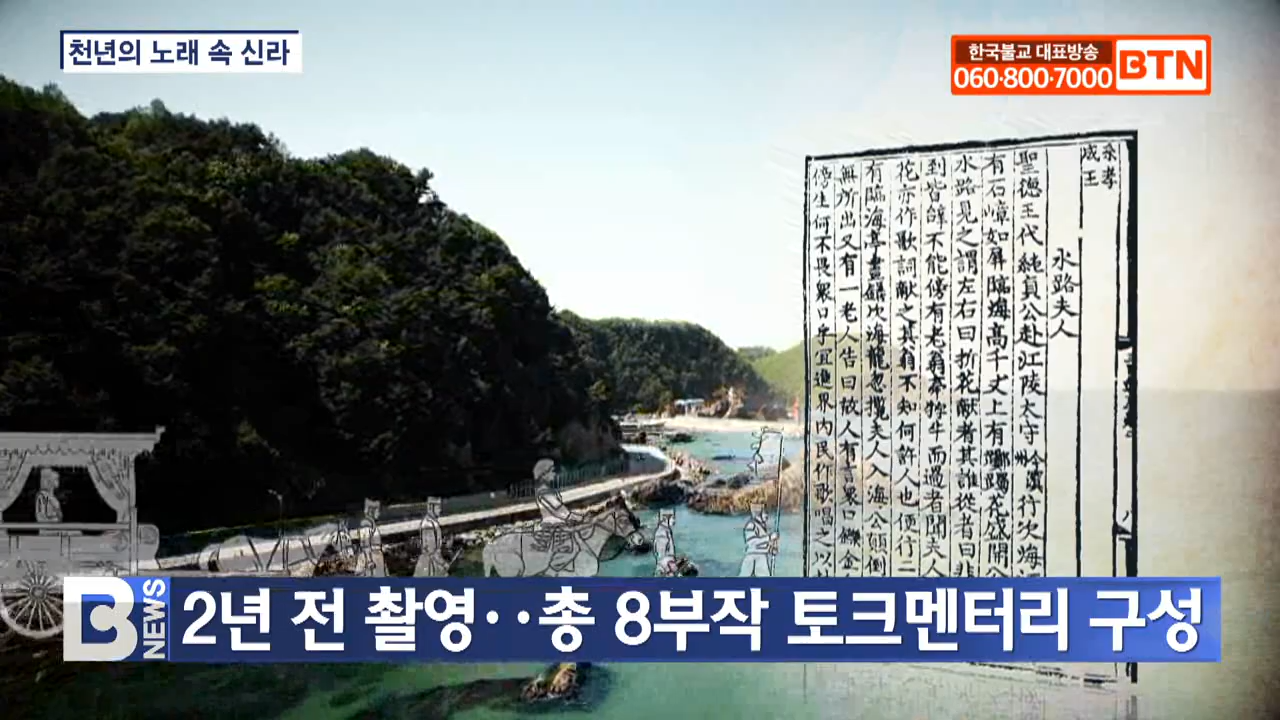 천년의 노래 속 신라
한국불교 대표방송
060·800·7000
BTN
水路夫人
聖德王代純貞公赴江陵太守
有石嶂如屏臨海高千丈上有躑躅花盛開
水路見之謂左右曰折花獻者其誰從者曰非
到皆辭不能傍有老翁牽牸牛而過者聞夫人
花亦作歌詞獻之其翁不知何許人也便行二
有臨海亭晝饍次海龍忽攬夫人入海公顚倒
無所出又有一老人告曰故人有言衆口鑠金
傍生何不畏衆口乎宜進界內民作歌唱之以
B NEWS
2년 전 촬영‥총 8부작 토크멘터리 구성